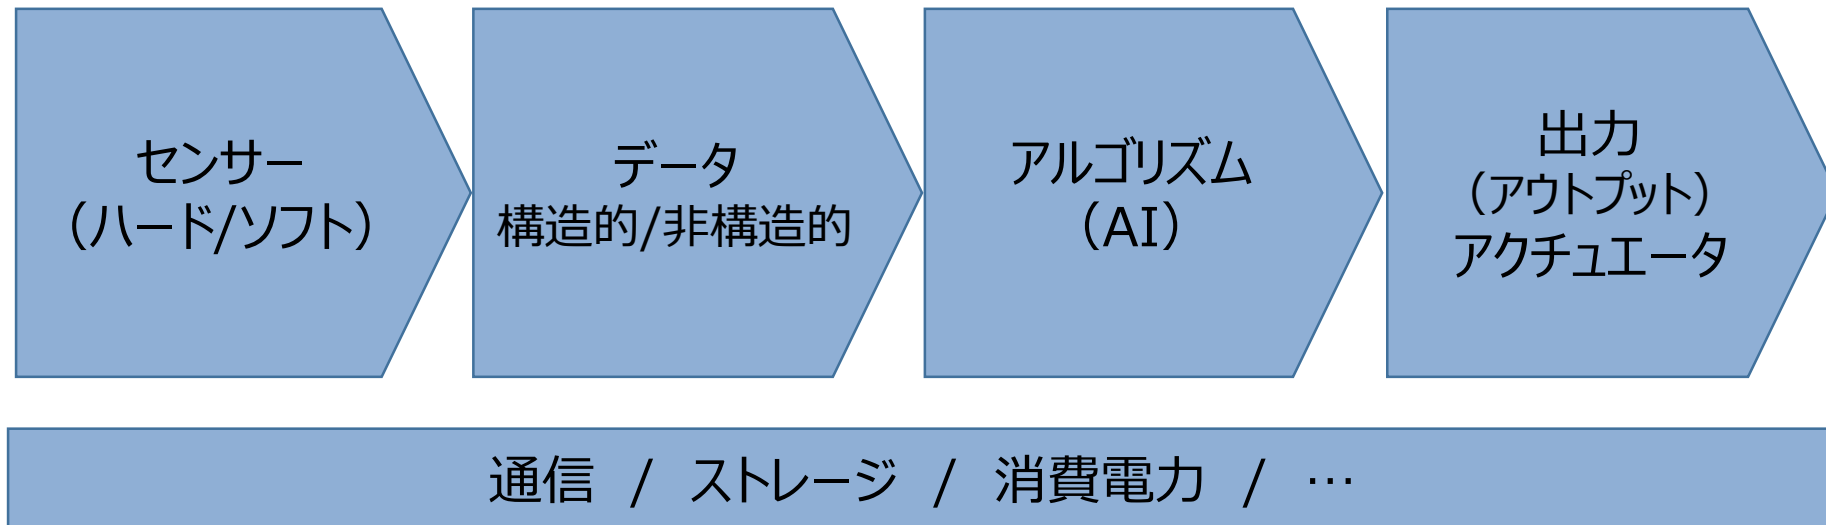 センサー
（ハード/ソフト）
データ
構造的/非構造的
アルゴリズム
（AI）
出力
（アウトプット）
アクチュエータ
通信 / ストレージ / 消費電力 / …